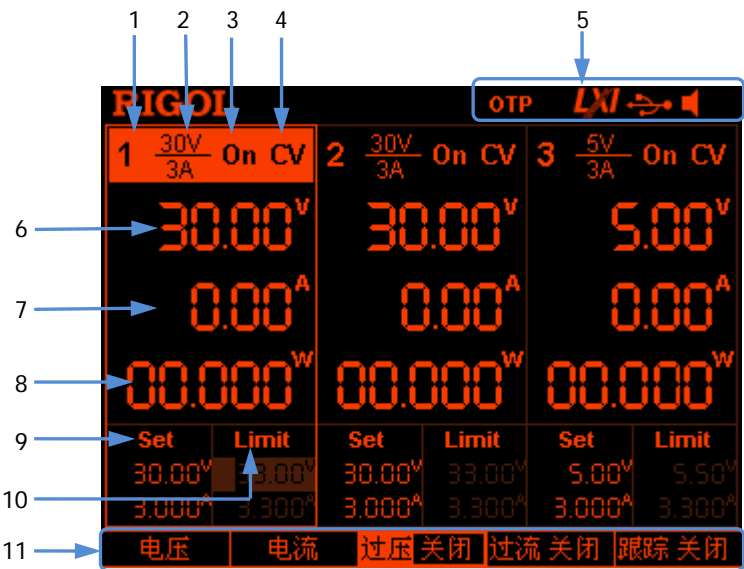 1 2 3 4 5
RIGOL OTP LXI
1 30V/3A On CV 2 30V/3A On CV 3 5V/3A On CV
6 30.00V 30.00V 5.00V
7 0.00A 0.00A 0.00A
8 00.000W 00.000W 00.000W
9 Set Limit Set Limit Set Limit
30.00V 33.00V 30.00V 33.00V 5.00V 5.50V
10 3.000A 3.300A 3.000A 3.300A 3.000A 3.300A
11 电压 电流 过压 关闭 过流 关闭 跟踪 关闭